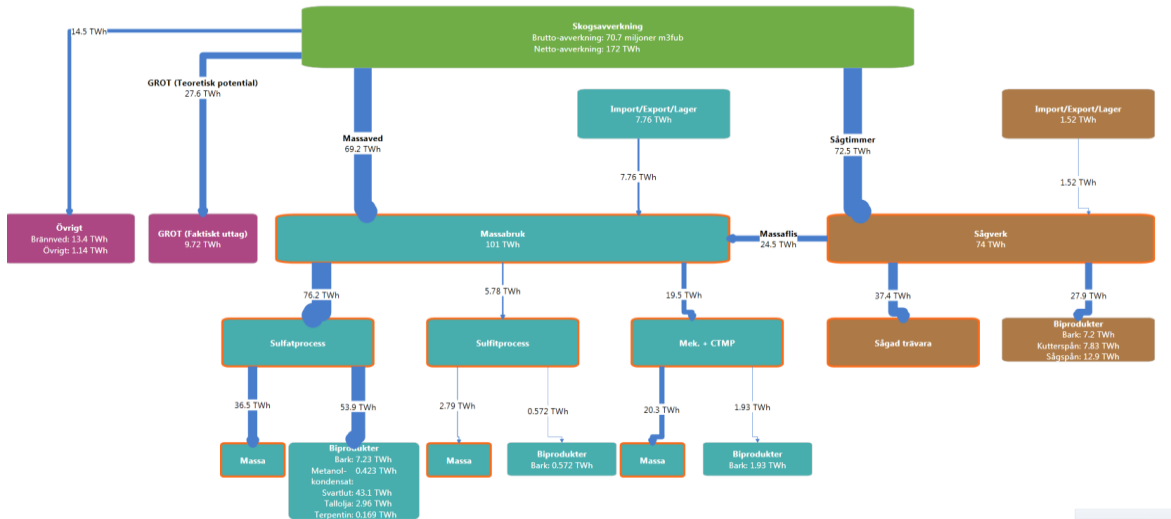 Skogsavverkning
Brutto-avverkning: 70.7 miljoner m3fub
Netto-avverkning: 172 TWh
14.5 TWh
GROT (Teoretisk potential)
27.6 TWh
Massaved
69.2 TWh
Import/Export/Lager
7.76 TWh
Sågtimmer
72.5 TWh
Import/Export/Lager
1.52 TWh
7.76 TWh
1.52 TWh
Övrigt
Brännved: 13.4 TWh
Övrigt: 1.14 TWh
GROT (Faktiskt uttag)
9.72 TWh
Massabruk
101 TWh
Massaflis
24.5 TWh
Sågverk
74 TWh
76.2 TWh
5.78 TWh
19.5 TWh
37.4 TWh
27.9 TWh
Sulfatprocess
Sulfitprocess
Mek. + CTMP
Sågad trävara
Biprodukter
Bark: 7.2 TWh
Kutterspån: 7.83 TWh
Sågspån: 12.9 TWh
36.5 TWh
53.9 TWh
2.79 TWh
0.572 TWh
20.3 TWh
1.93 TWh
Massa
Biprodukter
Bark: 7.23 TWh
Metanol- 0.423 TWh
kondensat:
Svartlut: 43.1 TWh
Tallolja: 2.96 TWh
Terpentin: 0.169 TWh
Massa
Biprodukter
Bark: 0.572 TWh
Massa
Biprodukter
Bark: 1.93 TWh